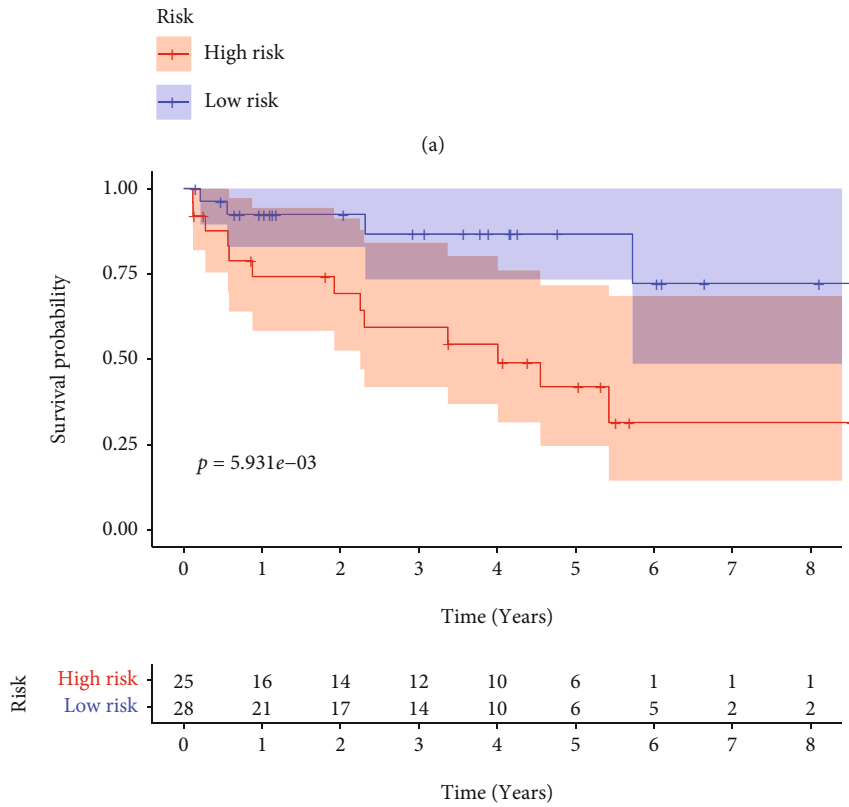 Risk
High risk
Low risk
(a)
1.00
0.75
0.50
0.25
0.00
Survival probability
p = 5.931e−03
0 1 2 3 4 5 6 7 8
Time (Years)
Risk
High risk 25 16 14 12 10 6 1 1 1
Low risk 28 21 17 14 10 6 5 2 2
0 1 2 3 4 5 6 7 8
Time (Years)